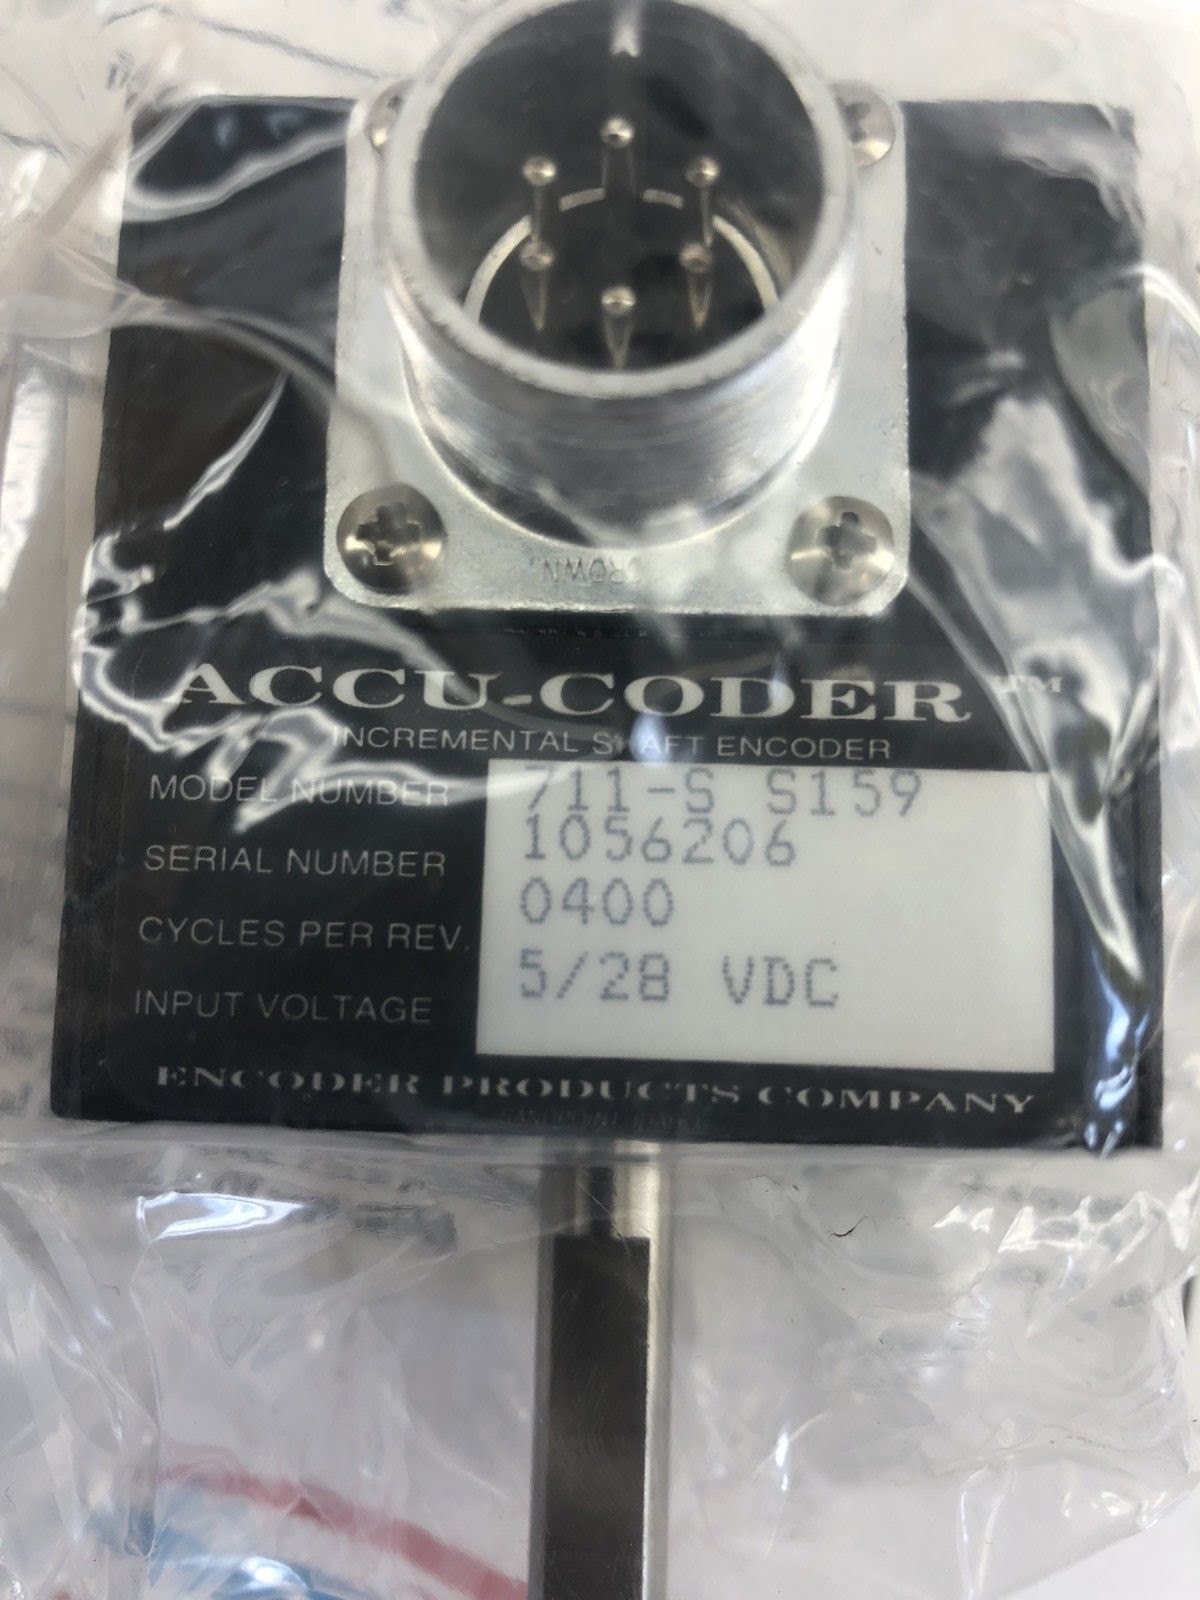 CROWN
ACCU-CODER™
INCREMENTAL SHAFT ENCODER
MODEL NUMBER 711-S S159
SERIAL NUMBER 1056206
CYCLES PER REV. 0400
INPUT VOLTAGE 5/28 VDC
ENCODER PRODUCTS COMPANY